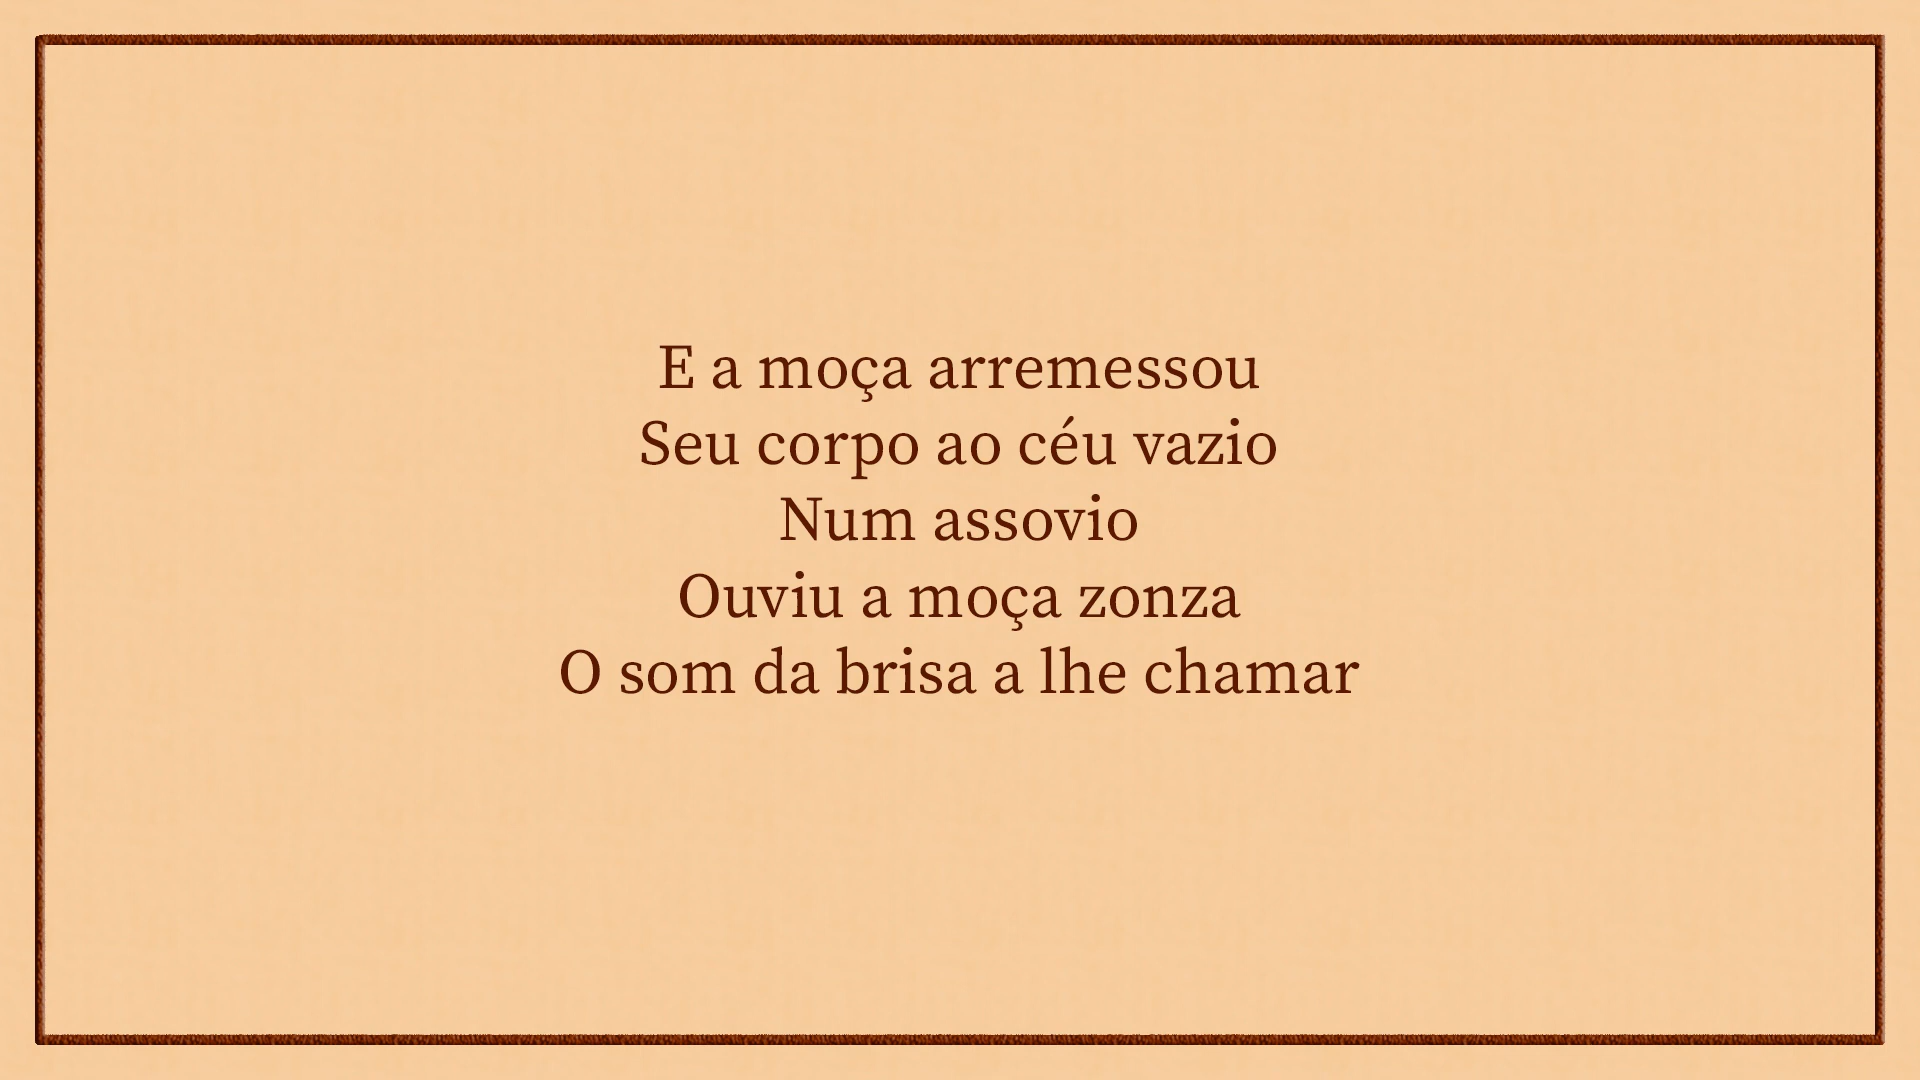 E a moça arremessou
Seu corpo ao céu vazio
Num assovio
Ouviu a moça zonza
O som da brisa a lhe chamar